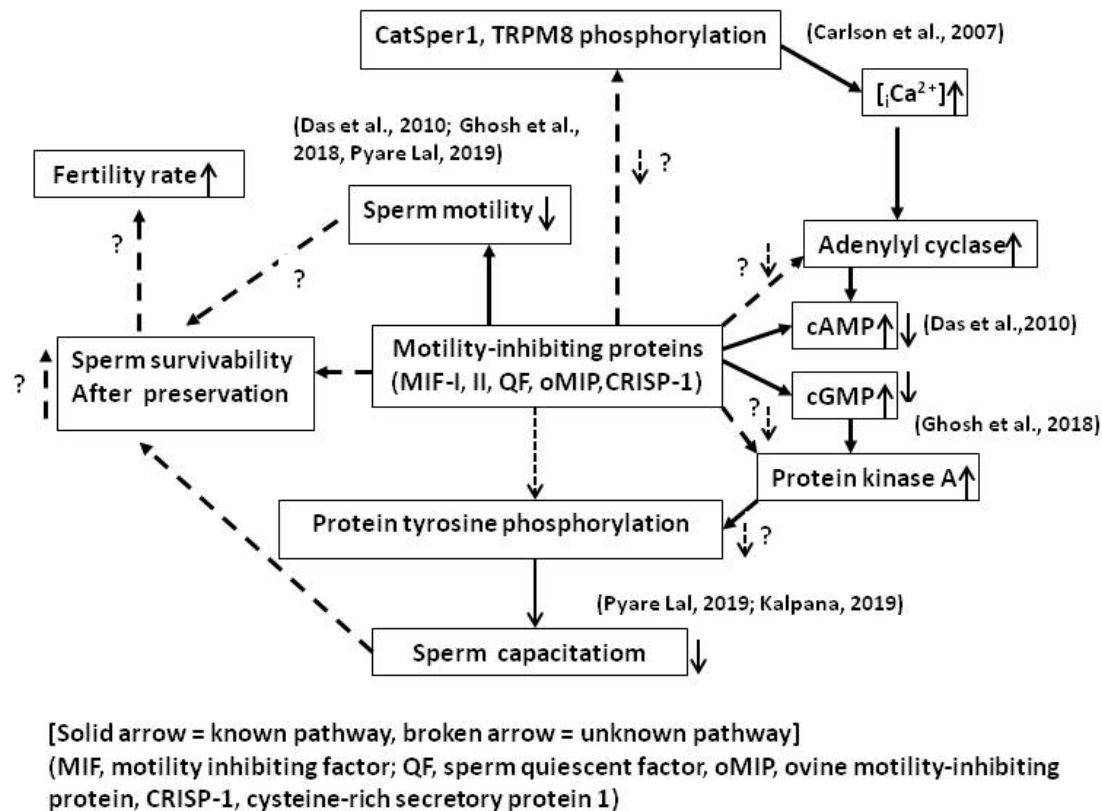 CatSper1, TRPM8 phosphorylation
(Carlson et al., 2007)
[iCa2+]↑
(Das et al., 2010; Ghosh et al.,
2018, Pyare Lal, 2019)
?
Fertility rate↑
Sperm motility↓
?
?
Adenylyl cyclase↑
?
cAMP↑↓
(Das et al.,2010)
Motility-inhibiting proteins
(MIF-I, II, QF, oMIP,CRISP-1)
Sperm survivability
After preservation
?
cGMP↑↓
(Ghosh et al., 2018)
?
Protein kinase A↑
Protein tyrosine phosphorylation
?
(Pyare Lal, 2019; Kalpana, 2019)
Sperm capacitatiom↓
[Solid arrow = known pathway, broken arrow = unknown pathway]
(MIF, motility inhibiting factor; QF, sperm quiescent factor, oMIP, ovine motility-inhibiting
protein, CRISP-1, cysteine-rich secretory protein 1)